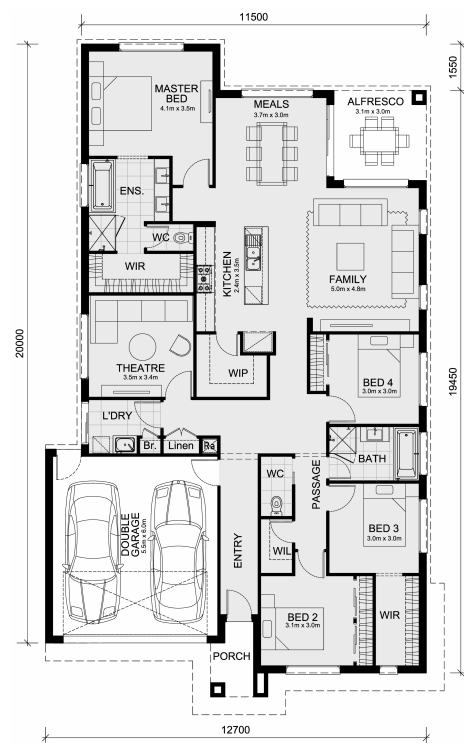 11500
MASTER
BED
4.1m x 3.5m
MEALS
3.7m x 3.0m
ALFRESCO
3.1m x 3.0m
1550
ENS.
WC
WIR
KITCHEN
2.4m x 3.5m
FAMILY
5.0m x 4.8m
20000
19450
THEATRE
3.5m x 3.4m
WIP
BED 4
3.0m x 3.0m
L'DRY
Br.
Linen
Ro
BATH
WC
PASSAGE
DOUBLE
GARAGE
5.5m x 6.0m
ENTRY
WIL
BED 3
3.0m x 3.0m
BED 2
3.1m x 3.0m
WIR
PORCH
12700